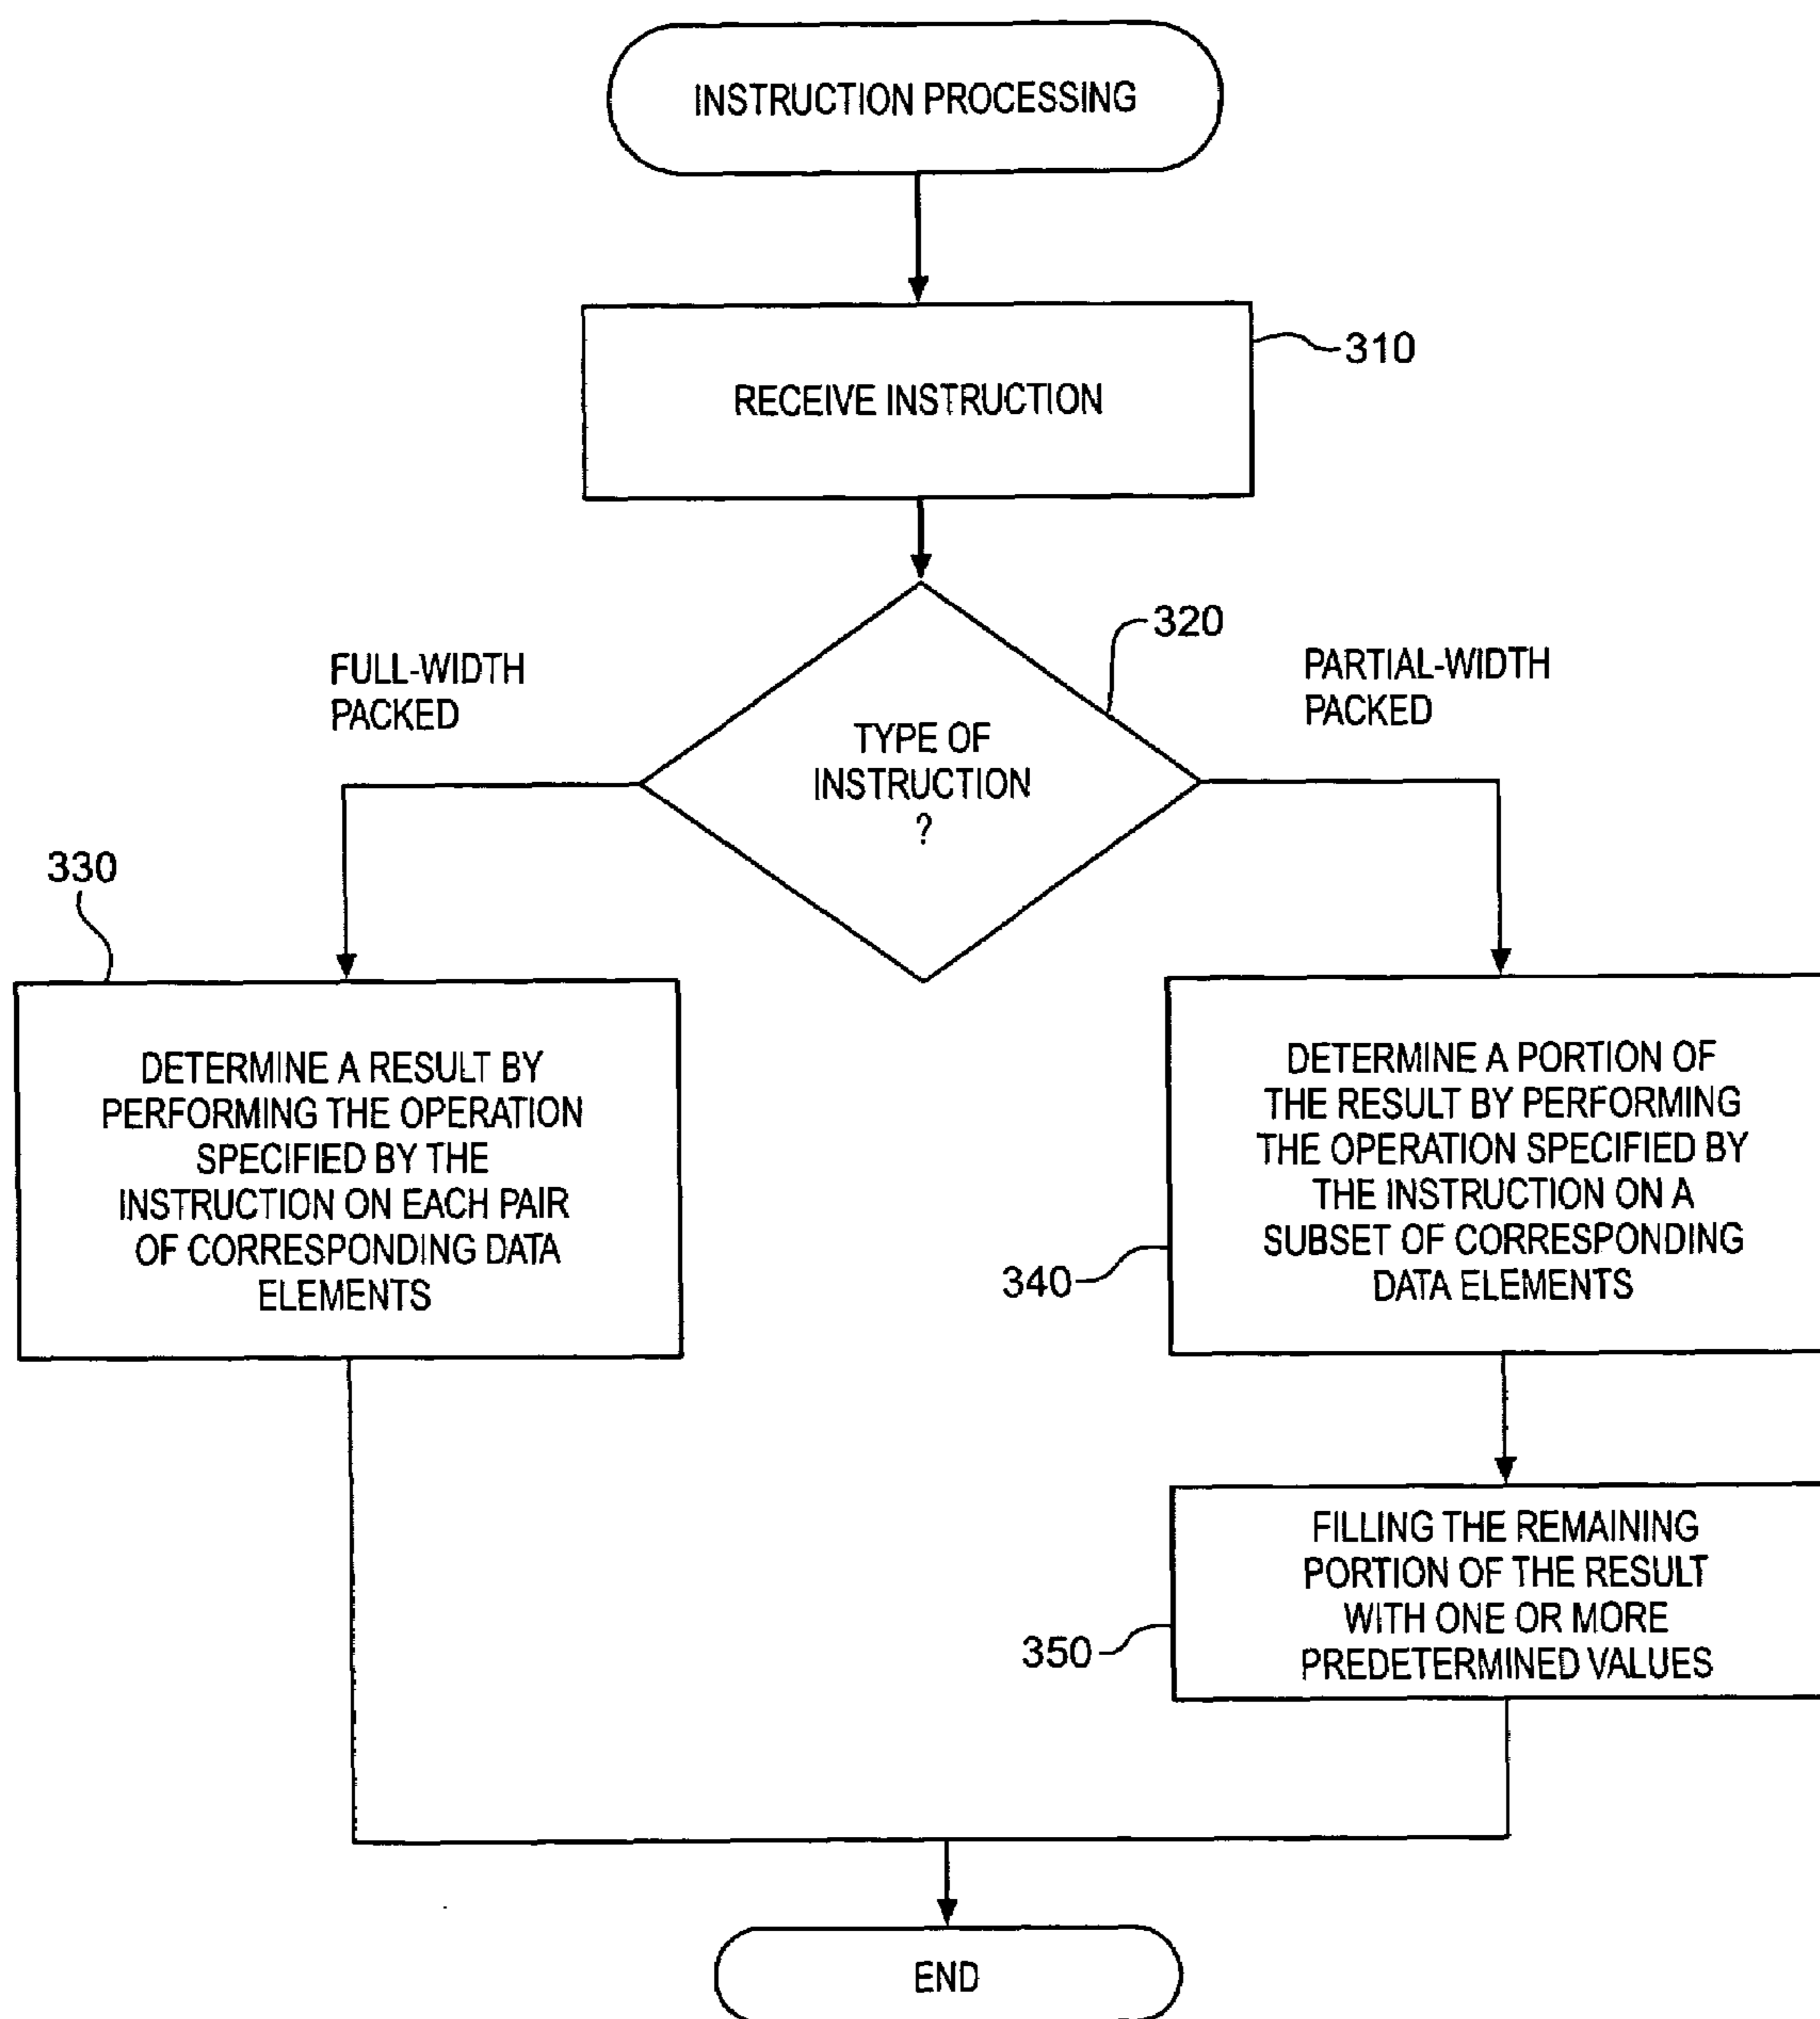 INSTRUCTION PROCESSING
RECEIVE INSTRUCTION
310
320
TYPE OF
INSTRUCTION
?
FULL-WIDTH
PACKED
PARTIAL-WIDTH
PACKED
330
DETERMINE A RESULT BY
PERFORMING THE OPERATION
SPECIFIED BY THE
INSTRUCTION ON EACH PAIR
OF CORRESPONDING DATA
ELEMENTS
DETERMINE A PORTION OF
THE RESULT BY PERFORMING
THE OPERATION SPECIFIED BY
THE INSTRUCTION ON A
SUBSET OF CORRESPONDING
DATA ELEMENTS
340
FILLING THE REMAINING
PORTION OF THE RESULT
WITH ONE OR MORE
PREDETERMINED VALUES
350
END